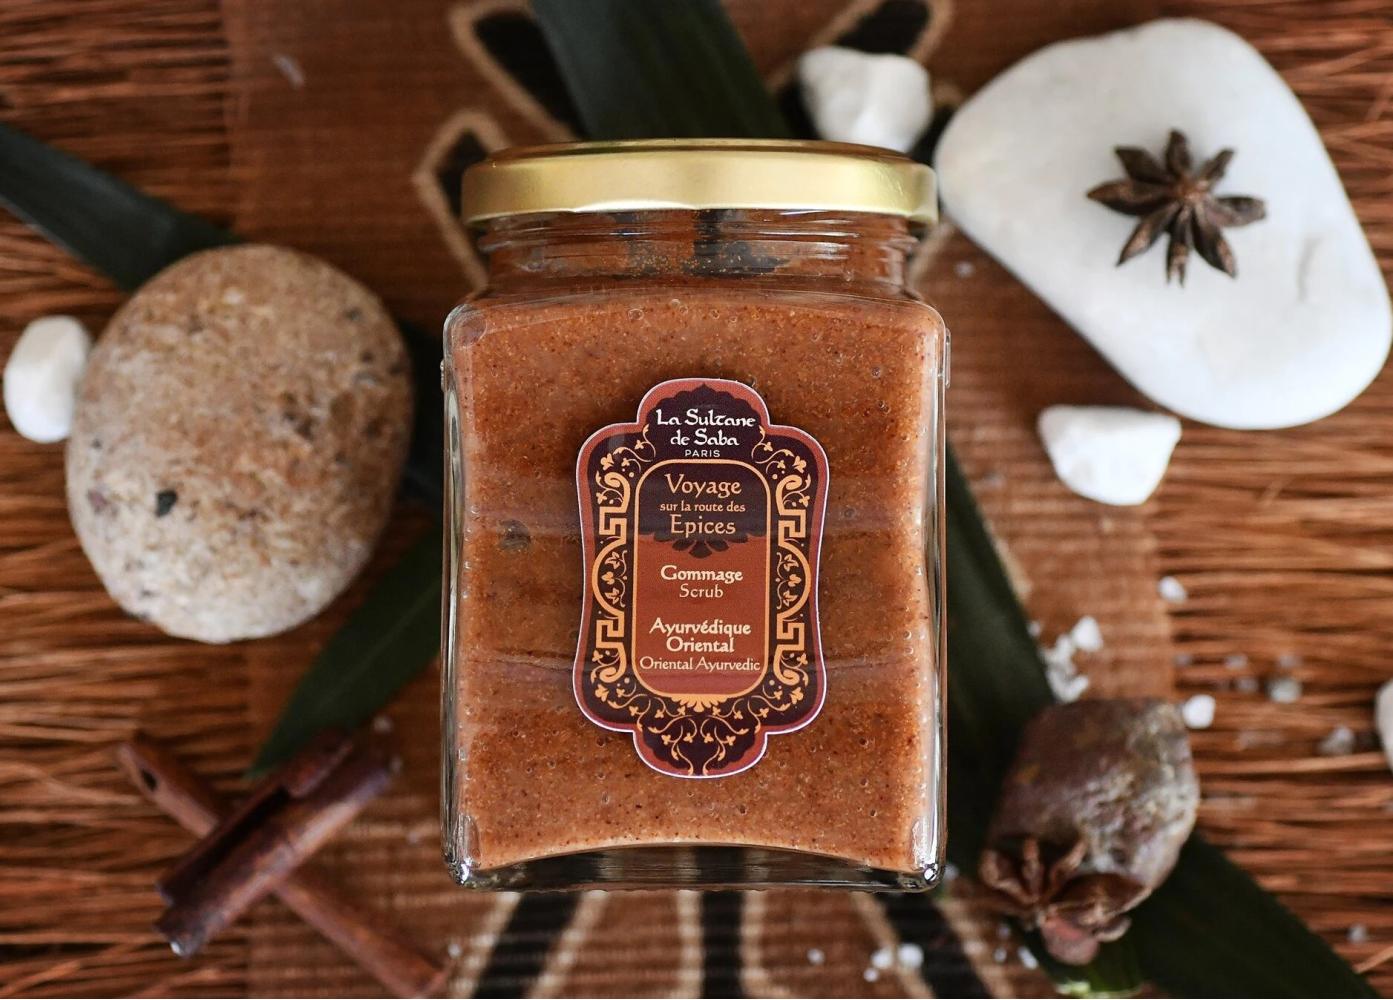 La Sultane
de Saba
PARIS
Voyage
sur la route des
Epices
Gommage
Scrub
Ayurvédique
Oriental
Oriental Ayurvedic